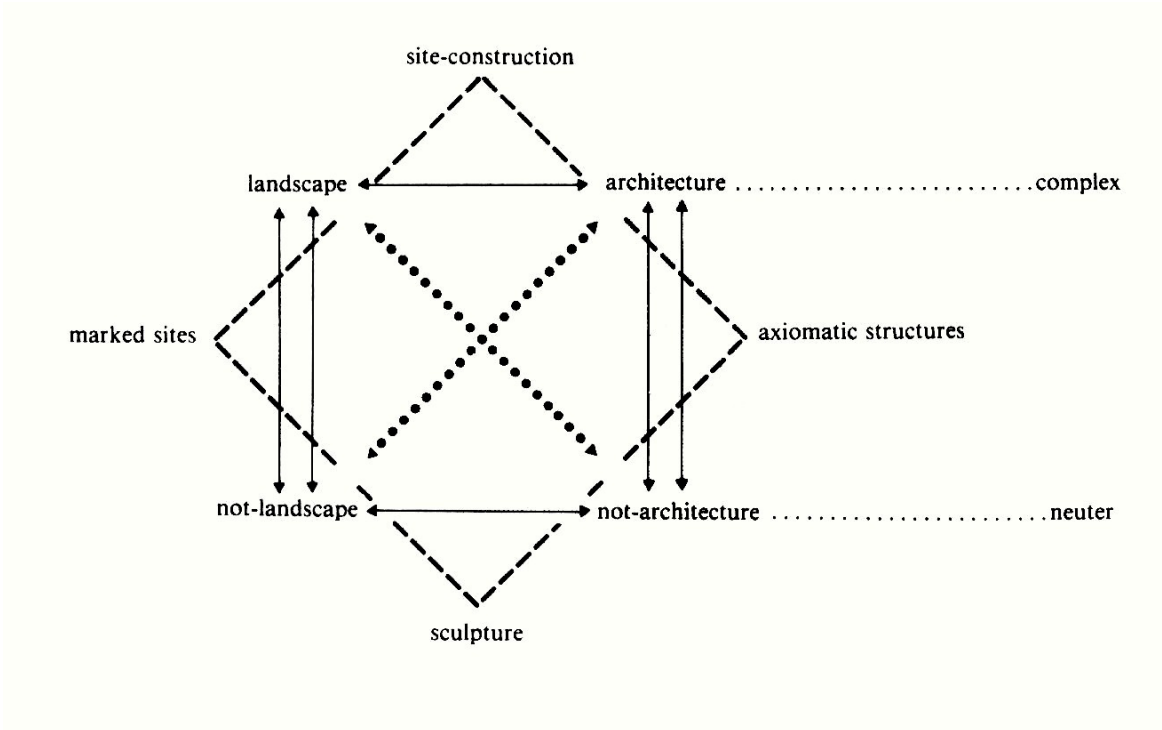 site-construction
landscape architecture ..........................complex
marked sites axiomatic structures
not-landscape not-architecture ........................neuter
sculpture